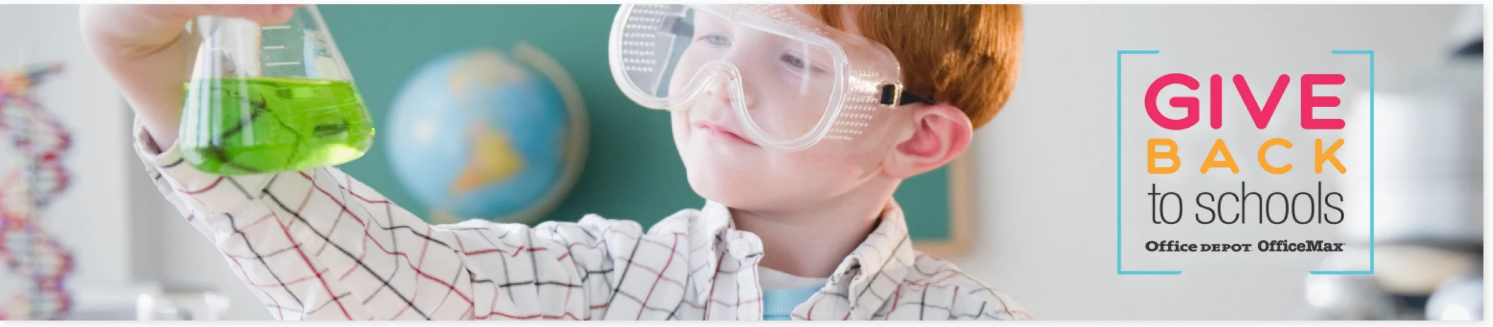 GIVE
BACK
to schools
Office DEPOT OfficeMax